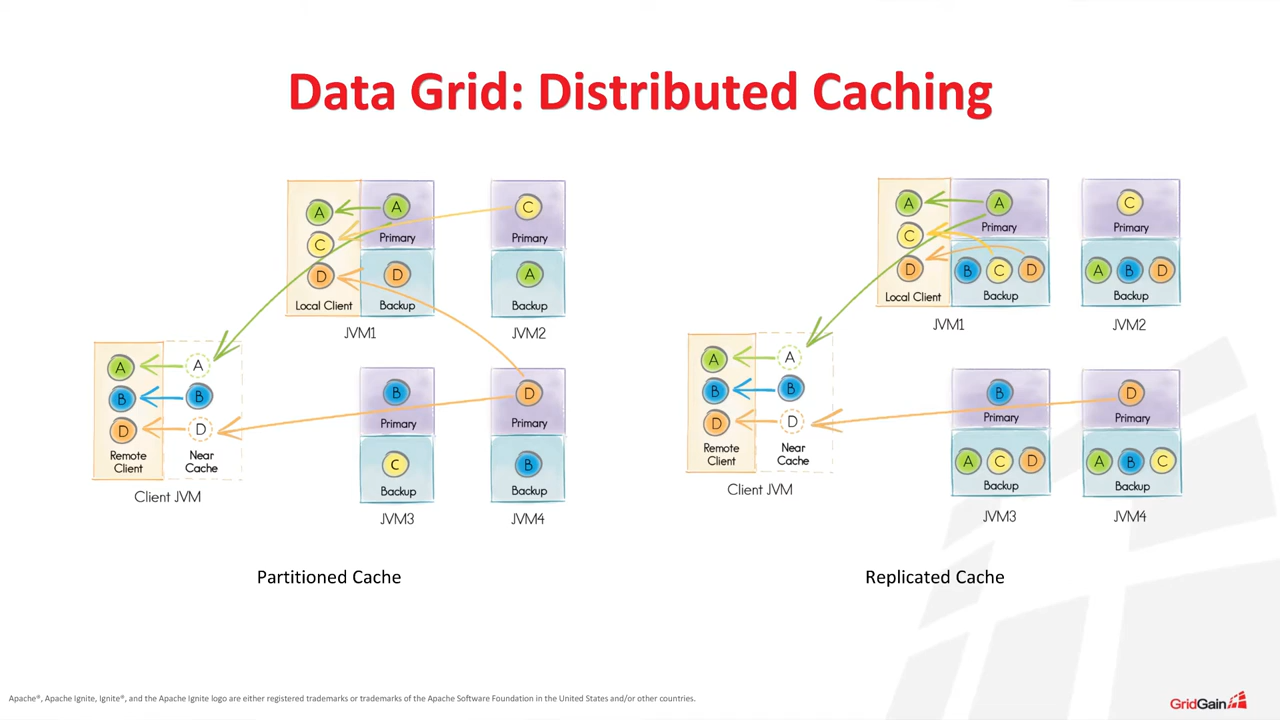 Data Grid: Distributed Caching
A
C
D
Local Client
A
Primary
D
Backup
JVM1
C
Primary
A
Backup
JVM2
A
B
D
Remote
Client
A
B
D
Near
Cache
Client JVM
B
Primary
C
Backup
JVM3
D
Primary
B
Backup
JVM4
Partitioned Cache
A
C
D
Local Client
A
Primary
B C D
Backup
JVM1
C
Primary
A B D
Backup
JVM2
A
B
D
Remote
Client
A
B
D
Near
Cache
Client JVM
B
Primary
A C D
Backup
JVM3
D
Primary
A B C
Backup
JVM4
Replicated Cache
Apache®, Apache Ignite, Ignite®, and the Apache Ignite logo are either registered trademarks or trademarks of the Apache Software Foundation in the United States and/or other countries.
GridGain